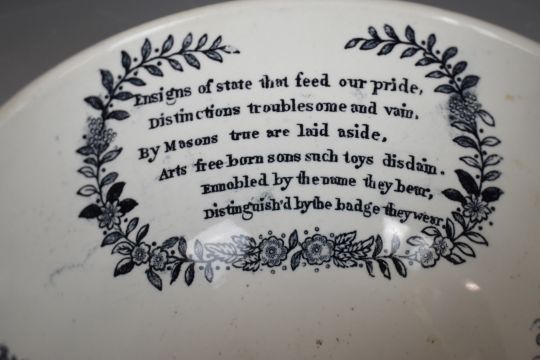 Ensigns of state that feed our pride,
Distinctions troublesome and vain.
By Masons true are laid aside,
Arts free-born sons such toys disdain.
Ennobled by the name they bear,
Distinguish'd by the badge they wear.